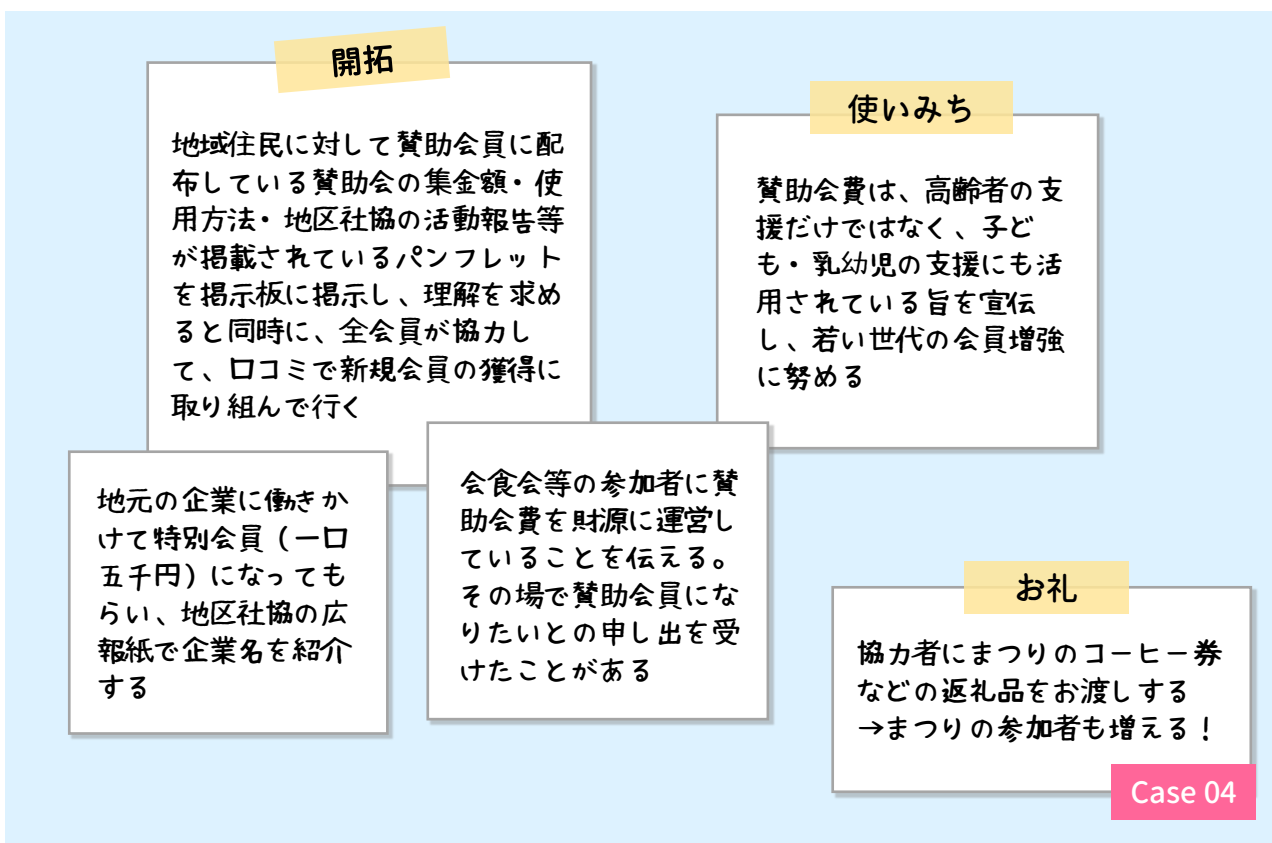 開拓
地域住民に対して賛助会員に配
布している賛助会の集金額・使
用方法・地区社協の活動報告等
が掲載されているパンフレット
を掲示板に掲示し、理解を求め
ると同時に、全会員が協力し
て、口コミで新規会員の獲得に
取り組んで行く
使いみち
賛助会費は、高齢者の支
援だけではなく、子ど
も・乳幼児の支援にも活
用されている旨を宣伝
し、若い世代の会員増強
に努める
地元の企業に働きか
けて特別会員（一口
五千円）になっても
らい、地区社協の広
報紙で企業名を紹介
する
会食会等の参加者に賛
助会費を財源に運営し
ていることを伝える。
その場で賛助会員にな
りたいとの申し出を受
けたことがある
お礼
協力者にまつりのコーヒー券
などの返礼品をお渡しする
→まつりの参加者も増える！
Case 04